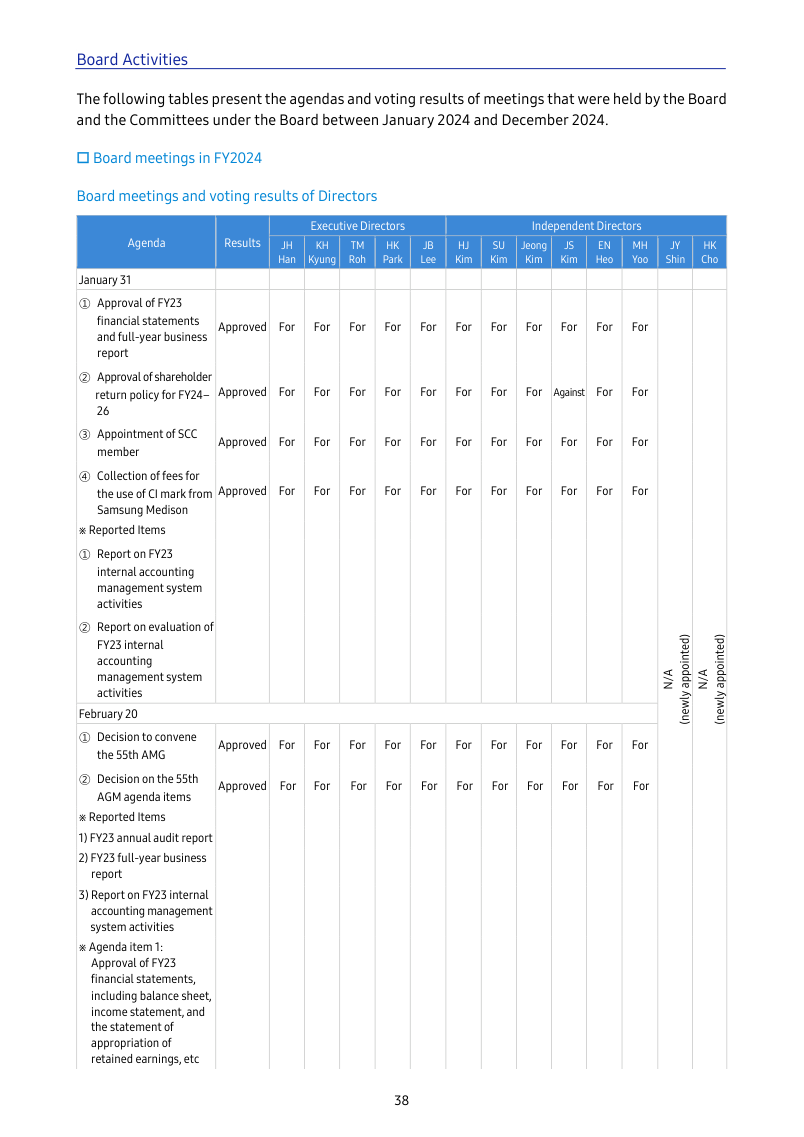 Board Activities
The following tables present the agendas and voting results of meetings that were held by the Board
and the Committees under the Board between January 2024 and December 2024.
□ Board meetings in FY2024
Board meetings and voting results of Directors
Agenda Results Executive Directors Independent Directors
JH Han KH Kyung TM Roh HK Park JB Lee HJ Kim SU Kim Jeong Kim JS Kim EN Heo MH Yoo JY Shin HK Cho
January 31
① Approval of FY23
financial statements
and full-year business
report
Approved For For For For For For For For For For For
② Approval of shareholder
return policy for FY24–
26
Approved For For For For For For For For Against For For
③ Appointment of SCC
member
Approved For For For For For For For For For For For
④ Collection of fees for
the use of CI mark from
Samsung Medison
Approved For For For For For For For For For For For
※ Reported Items
① Report on FY23
internal accounting
management system
activities
② Report on evaluation of
FY23 internal
accounting
management system
activities
N/A
(newly appointed)
N/A
(newly appointed)
February 20
① Decision to convene
the 55th AMG
Approved For For For For For For For For For For For
② Decision on the 55th
AGM agenda items
Approved For For For For For For For For For For For
※ Reported Items
1) FY23 annual audit report
2) FY23 full-year business
report
3) Report on FY23 internal
accounting management
system activities
※ Agenda item 1:
Approval of FY23
financial statements,
including balance sheet,
income statement, and
the statement of
appropriation of
retained earnings, etc
38